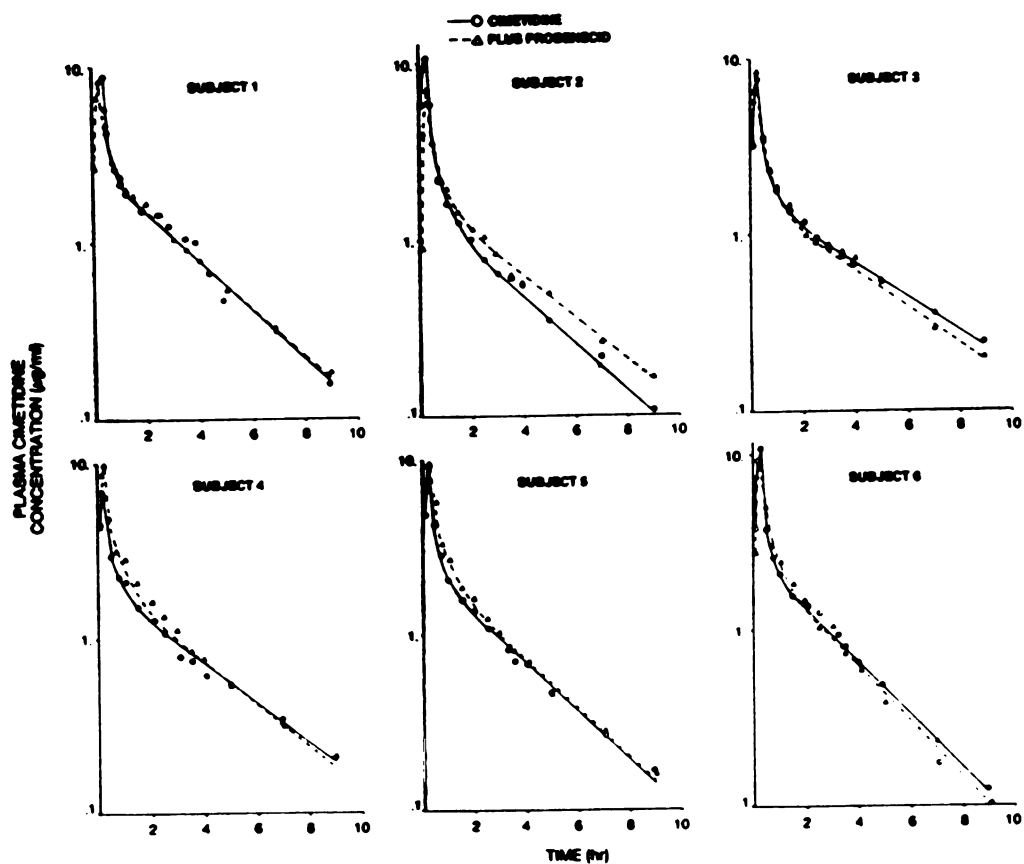 CIMETIDINE
PLUS PROBENECID
SUBJECT 1
10.
1.
.1
2 4 6 8 10
SUBJECT 2
10.
1.
.1
2 4 6 8 10
SUBJECT 3
10.
1.
.1
2 4 6 8 10
PLASMA CIMETIDINE
CONCENTRATION (μg/ml)
SUBJECT 4
10.
1.
.1
2 4 6 8 10
SUBJECT 5
10.
1.
.1
2 4 6 8 10
SUBJECT 6
10.
1.
.1
2 4 6 8 10
TIME (hr)